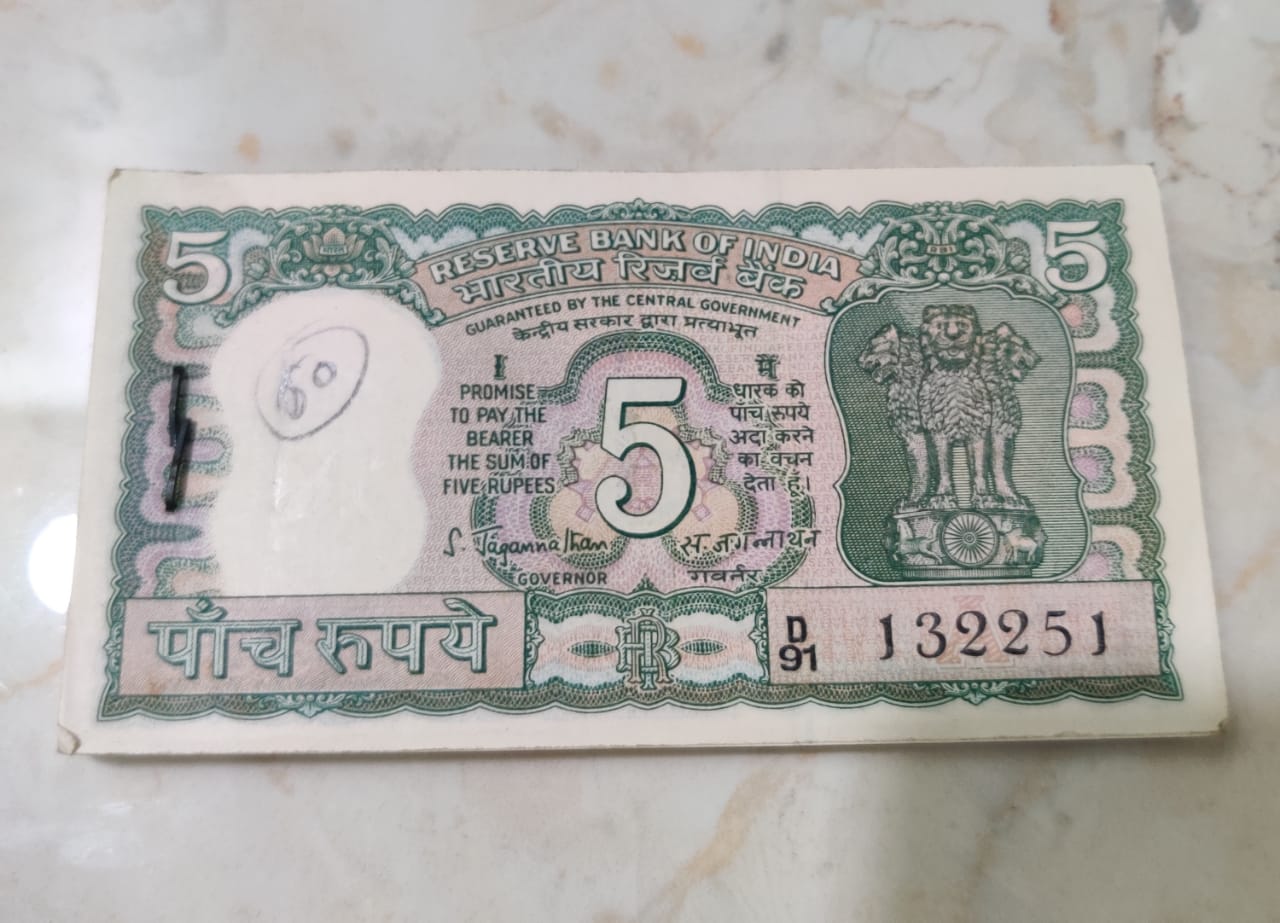 5 5
RESERVE BANK OF INDIA
भारतीय रिज़र्व बैंक
GUARANTEED BY THE CENTRAL GOVERNMENT
केन्द्रीय सरकार द्वारा प्रत्याभूत
I
PROMISE
TO PAY THE
BEARER
THE SUM OF
FIVE RUPEES
5
मैं
धारक को
पाँच रुपये
अदा करने
का वचन
देता हूँ।
S. Jagannathan
GOVERNOR
स. जगन्नाथन
गवर्नर
पाँच रुपये
D
91 132251